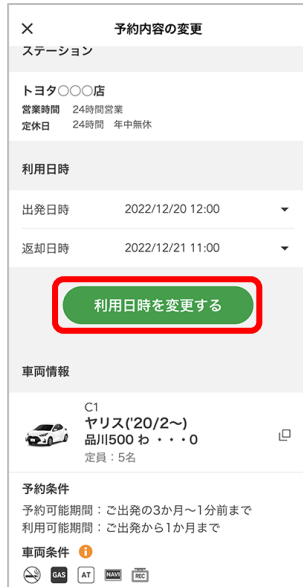 × 予約内容の変更
ステーション
トヨタ○○○店
営業時間 24時間営業
定休日 24時間 年中無休
利用日時
出発日時 2022/12/20 12:00
返却日時 2022/12/21 11:00
利用日時を変更する
車両情報
C1
ヤリス('20/2〜)
品川500 わ ・・・0
定員：5名
予約条件
予約可能期間：ご出発の3か月〜1分前まで
利用可能期間：ご出発から1か月まで
車両条件
GAS AT NAVI REC